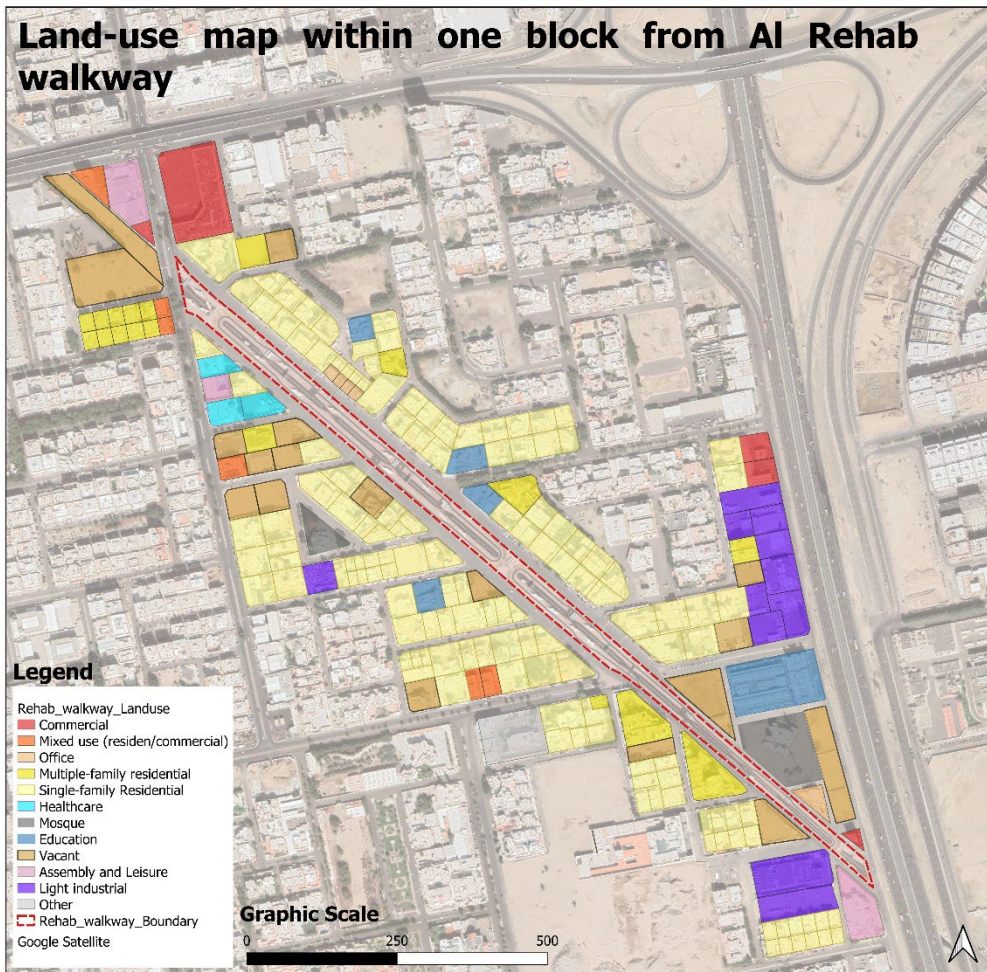 Land-use map within one block from Al Rehab
walkway
Legend
Rehab_walkway_Landuse
Commercial
Mixed use (residen/commercial)
Office
Multiple-family residential
Single-family Residential
Healthcare
Mosque
Education
Vacant
Assembly and Leisure
Light industrial
Other
Rehab_walkway_Boundary
Google Satellite
Graphic Scale
0 250 500